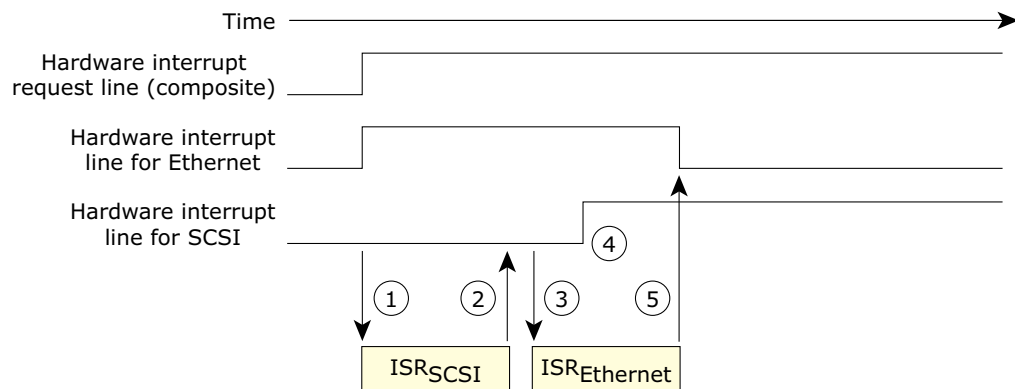 Time
Hardware interrupt
request line (composite)
Hardware interrupt
line for Ethernet
Hardware interrupt
line for SCSI
4
1
2
3
5
ISRSCSI
ISREthernet